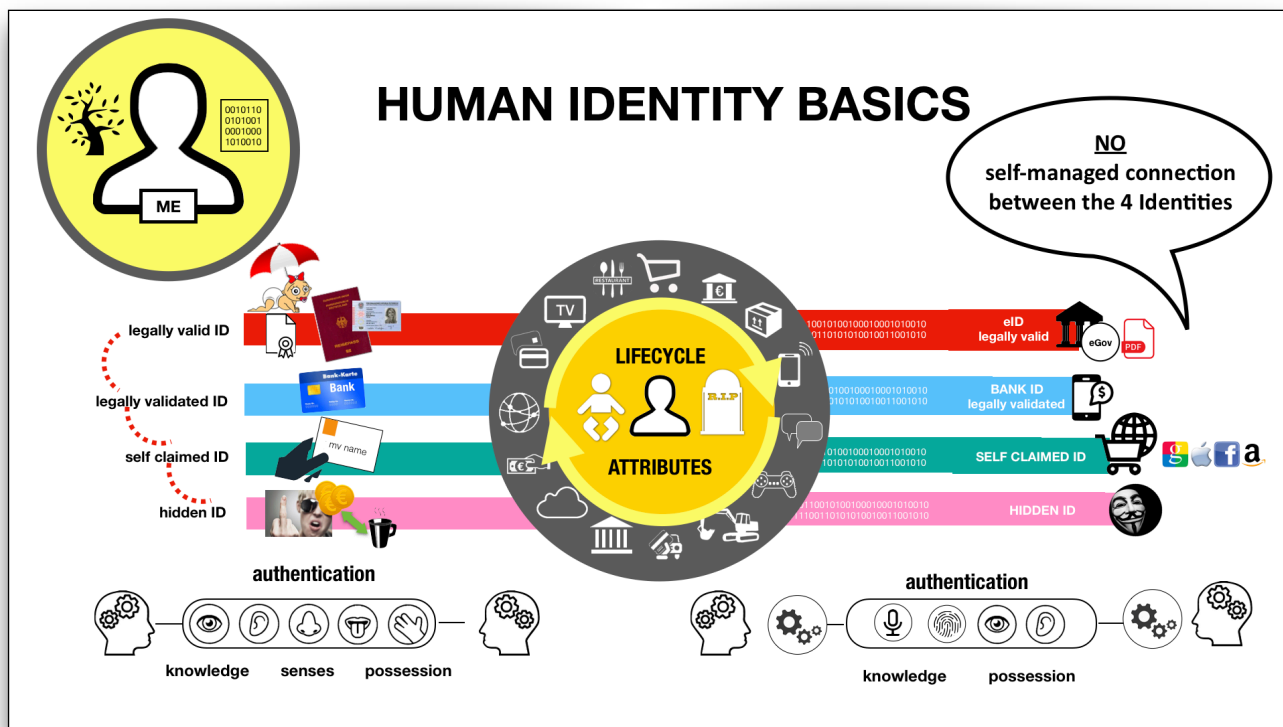 HUMAN IDENTITY BASICS
0010110
0101001
0001000
1010010
ME
NO
self-managed connection
between the 4 Identities
RESTAURANT
TV
legally valid ID
legally validated ID
self claimed ID
hidden ID
Bank-Karte
Bank
my name
LIFECYCLE
R.I.P
ATTRIBUTES
eID
legally valid
eGov
PDF
BANK ID
legally validated
SELF CLAIMED ID
HIDDEN ID
authentication
knowledge
senses
possession
authentication
knowledge
possession